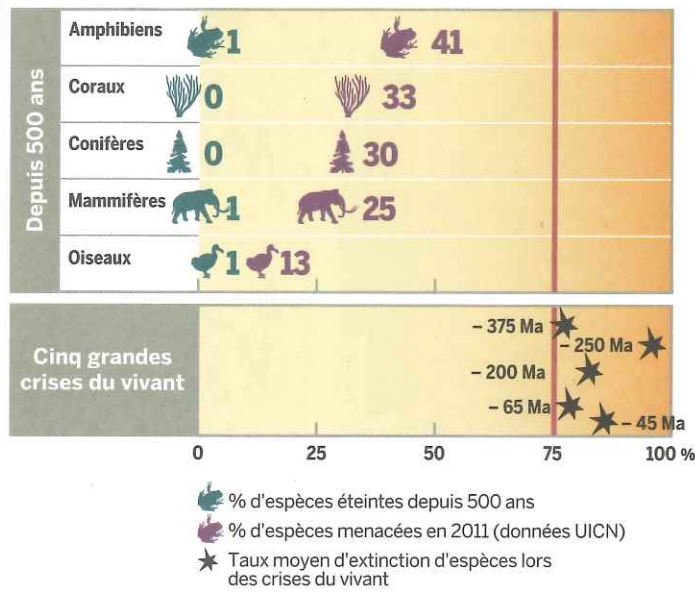 Depuis 500 ans
Amphibiens 1 41
Coraux 0 33
Conifères 0 30
Mammifères 1 25
Oiseaux 1 13
Cinq grandes
crises du vivant
– 375 Ma
– 250 Ma
– 200 Ma
– 65 Ma
– 45 Ma
0 25 50 75 100 %
% d'espèces éteintes depuis 500 ans
% d'espèces menacées en 2011 (données UICN)
Taux moyen d'extinction d'espèces lors
des crises du vivant